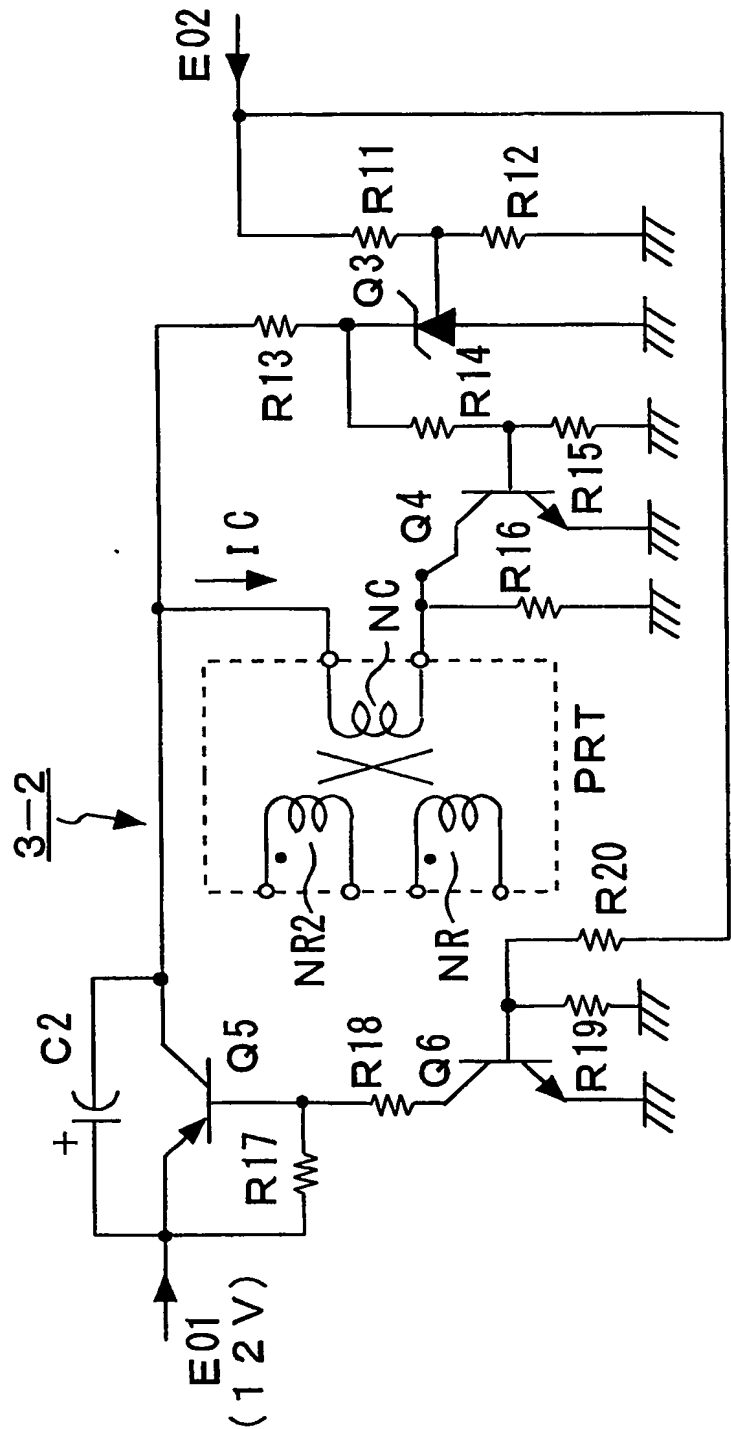 3-2
E01
(12V)
C2
+
Q5
R17
R18
Q6
R19
R20
NR2
NR
NC
PRT
IC
Q4
R16
R15
R14
R13
Q3
R11
R12
E02